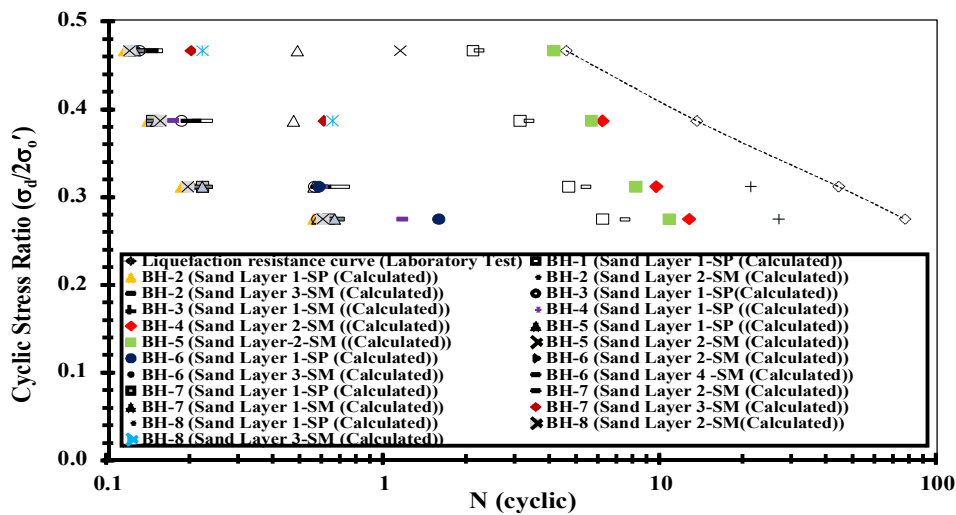 Cyclic Stress Ratio (σd/2σ0′)
0.5
0.4
0.3
0.2
0.1
0.0
Liquefaction resistance curve (Laboratory Test)
BH-1 (Sand Layer 1-SP (Calculated))
BH-2 (Sand Layer 1-SP (Calculated))
BH-2 (Sand Layer 2-SM (Calculated))
BH-2 (Sand Layer 3-SM (Calculated))
BH-3 (Sand Layer 1-SP(Calculated))
BH-3 (Sand Layer 1-SM ((Calculated))
BH-4 (Sand Layer 1-SP ((Calculated))
BH-4 (Sand Layer 2-SM ((Calculated))
BH-5 (Sand Layer 1-SP ((Calculated))
BH-5 (Sand Layer-2-SM ((Calculated))
BH-5 (Sand Layer 2-SM (Calculated))
BH-6 (Sand Layer 1-SP (Calculated))
BH-6 (Sand Layer 2-SM (Calculated))
BH-6 (Sand Layer 3-SM (Calculated))
BH-6 (Sand Layer 4 -SM (Calculated))
BH-7 (Sand Layer 1-SP (Calculated))
BH-7 (Sand Layer 2-SM (Calculated))
BH-7 (Sand Layer 1-SM (Calculated))
BH-7 (Sand Layer 3-SM (Calculated))
BH-8 (Sand Layer 1-SP (Calculated))
BH-8 (Sand Layer 2-SM(Calculated))
BH-8 (Sand Layer 3-SM (Calculated))
0.1
1
10
100
N (cyclic)